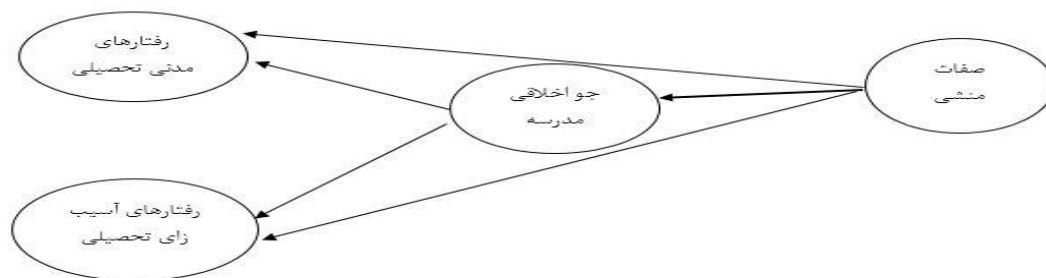 صفات
منشی
جو اخلاقی
مدرسه
رفتارهای
مدنی تحصیلی
رفتارهای آسیب
زای تحصیلی